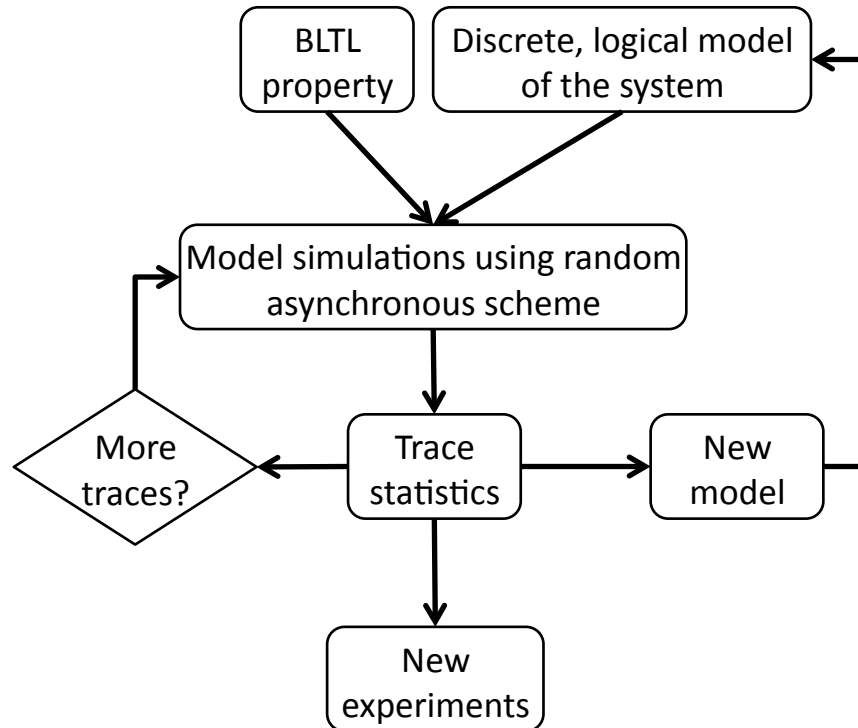 BLTL
property
Discrete, logical model
of the system
Model simulations using random
asynchronous scheme
More
traces?
Trace
statistics
New
model
New
experiments